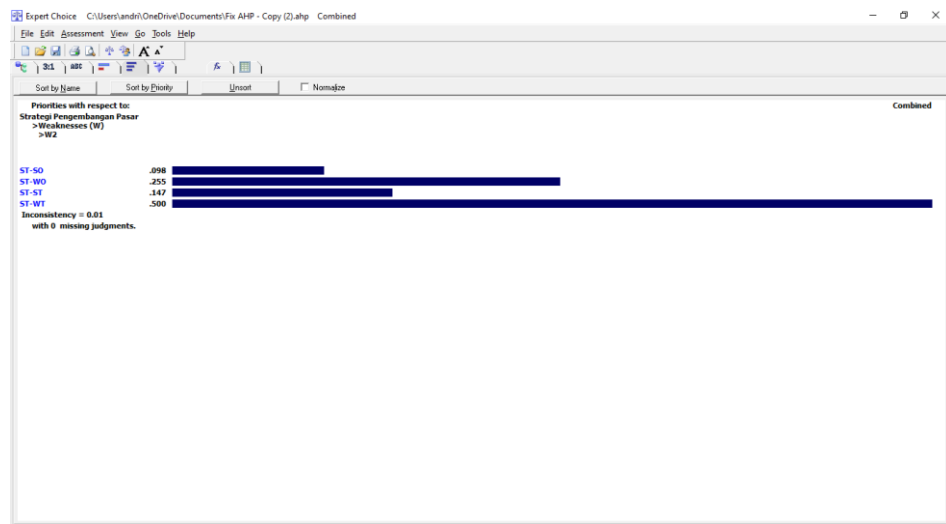 Expert Choice C:\Users\andri\OneDrive\Documents\Fix AHP - Copy (2).ahp Combined
File Edit Assessment View Go Tools Help
A A
3:1 ABC fx
Sort by Name Sort by Priority Unsort Normalize
Priorities with respect to: Combined
Strategi Pengembangan Pasar
>Weaknesses (W)
>W2
ST-SO .098
ST-WO .255
ST-ST .147
ST-WT .500
Inconsistency = 0.01
with 0 missing judgments.